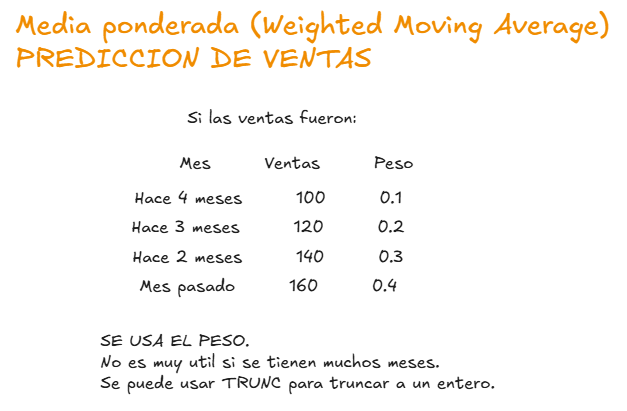 Media ponderada (Weighted Moving Average)
PREDICCION DE VENTAS
Si las ventas fueron:
Mes Ventas Peso
Hace 4 meses 100 0.1
Hace 3 meses 120 0.2
Hace 2 meses 140 0.3
Mes pasado 160 0.4
SE USA EL PESO.
No es muy util si se tienen muchos meses.
Se puede usar TRUNC para truncar a un entero.